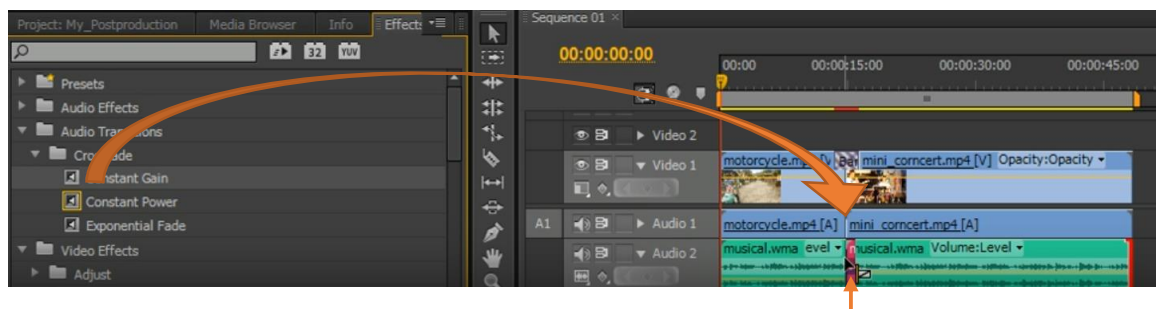 Project: My_Postproduction Media Browser Info Effects
32 YUV
Presets
Audio Effects
Audio Transitions
Crossfade
Constant Gain
Constant Power
Exponential Fade
Video Effects
Adjust
Sequence 01 ×
00:00:00:00
00:00 00:00:15:00 00:00:30:00 00:00:45:00
Video 2
Video 1
motorcycle.mp4 [V mini_corncert.mp4 [V] Opacity:Opacity
A1 Audio 1
motorcycle.mp4 [A] mini_corncert.mp4 [A]
Audio 2
musical.wma evel musical.wma Volume:Level